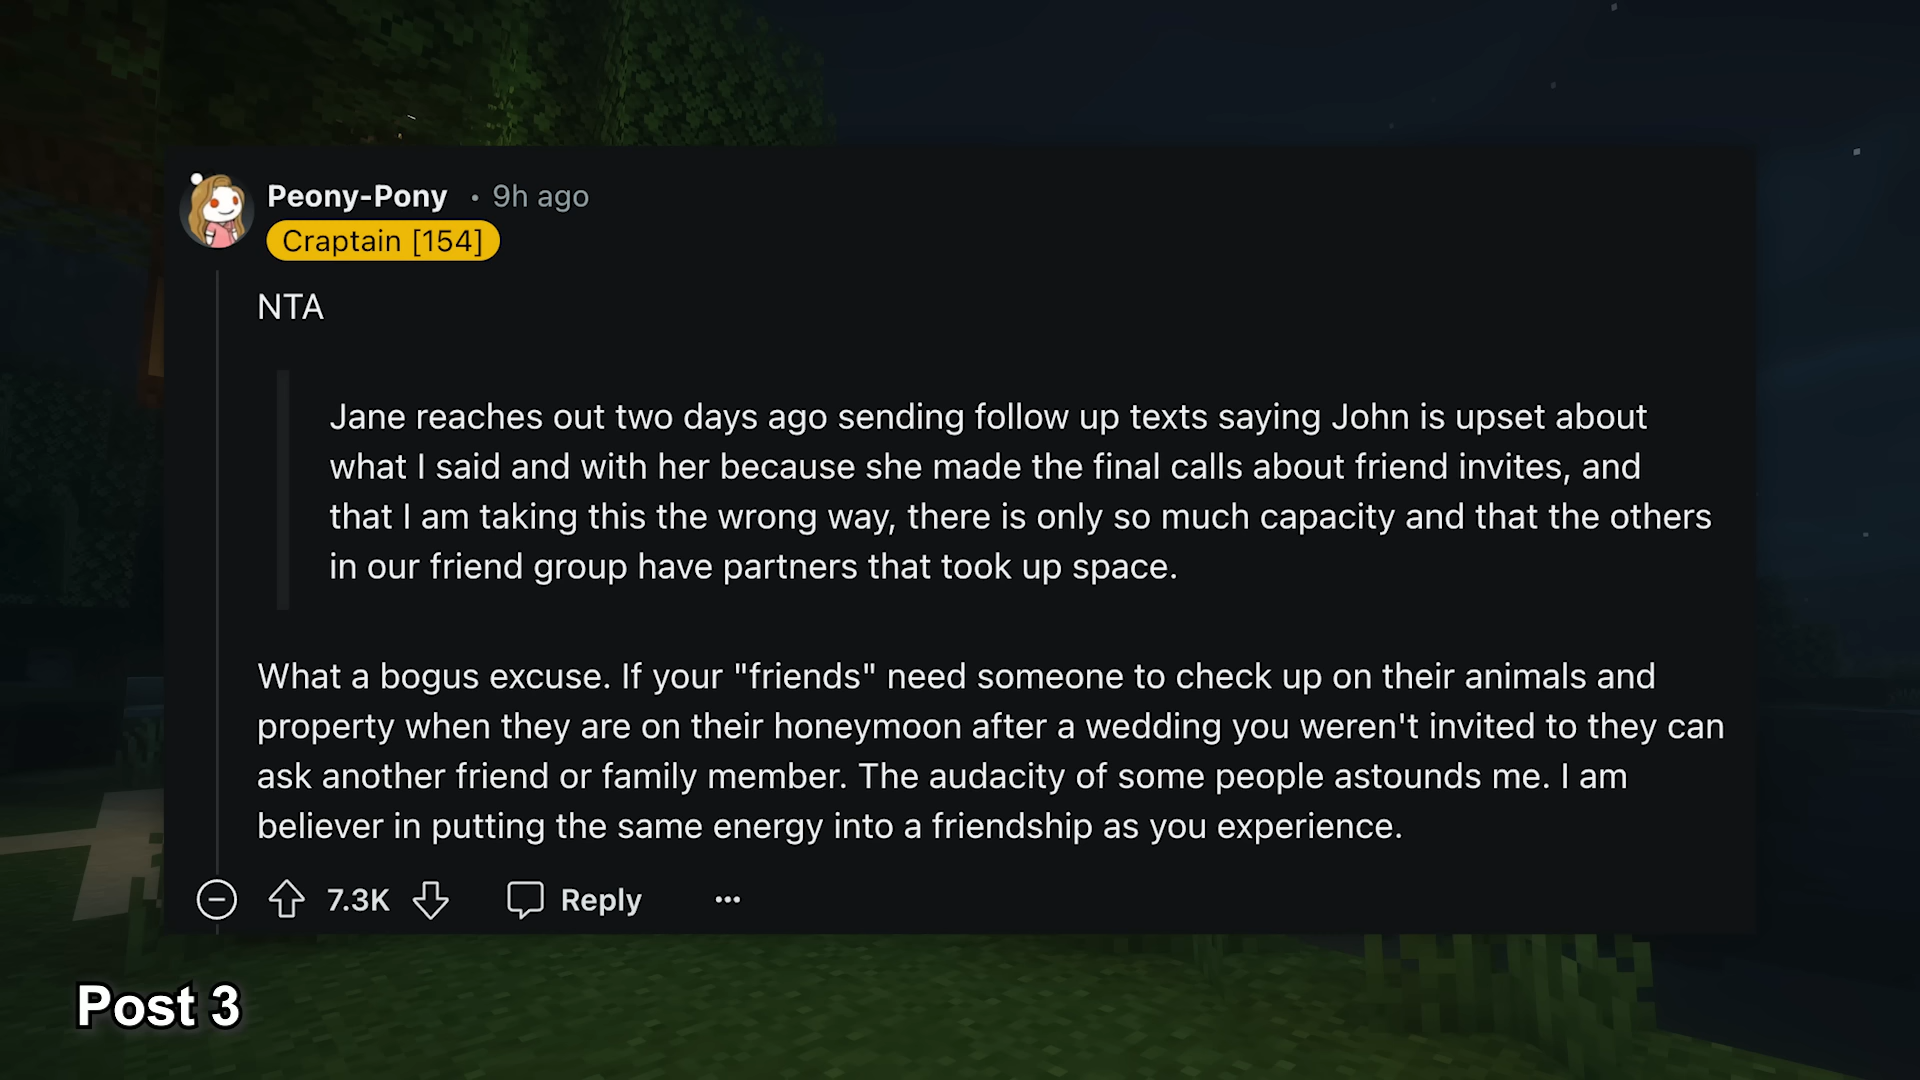 Peony-Pony • 9h ago
Craptain [154]
NTA
Jane reaches out two days ago sending follow up texts saying John is upset about
what I said and with her because she made the final calls about friend invites, and
that I am taking this the wrong way, there is only so much capacity and that the others
in our friend group have partners that took up space.
What a bogus excuse. If your "friends" need someone to check up on their animals and
property when they are on their honeymoon after a wedding you weren't invited to they can
ask another friend or family member. The audacity of some people astounds me. I am
believer in putting the same energy into a friendship as you experience.
7.3K Reply ...
Post 3